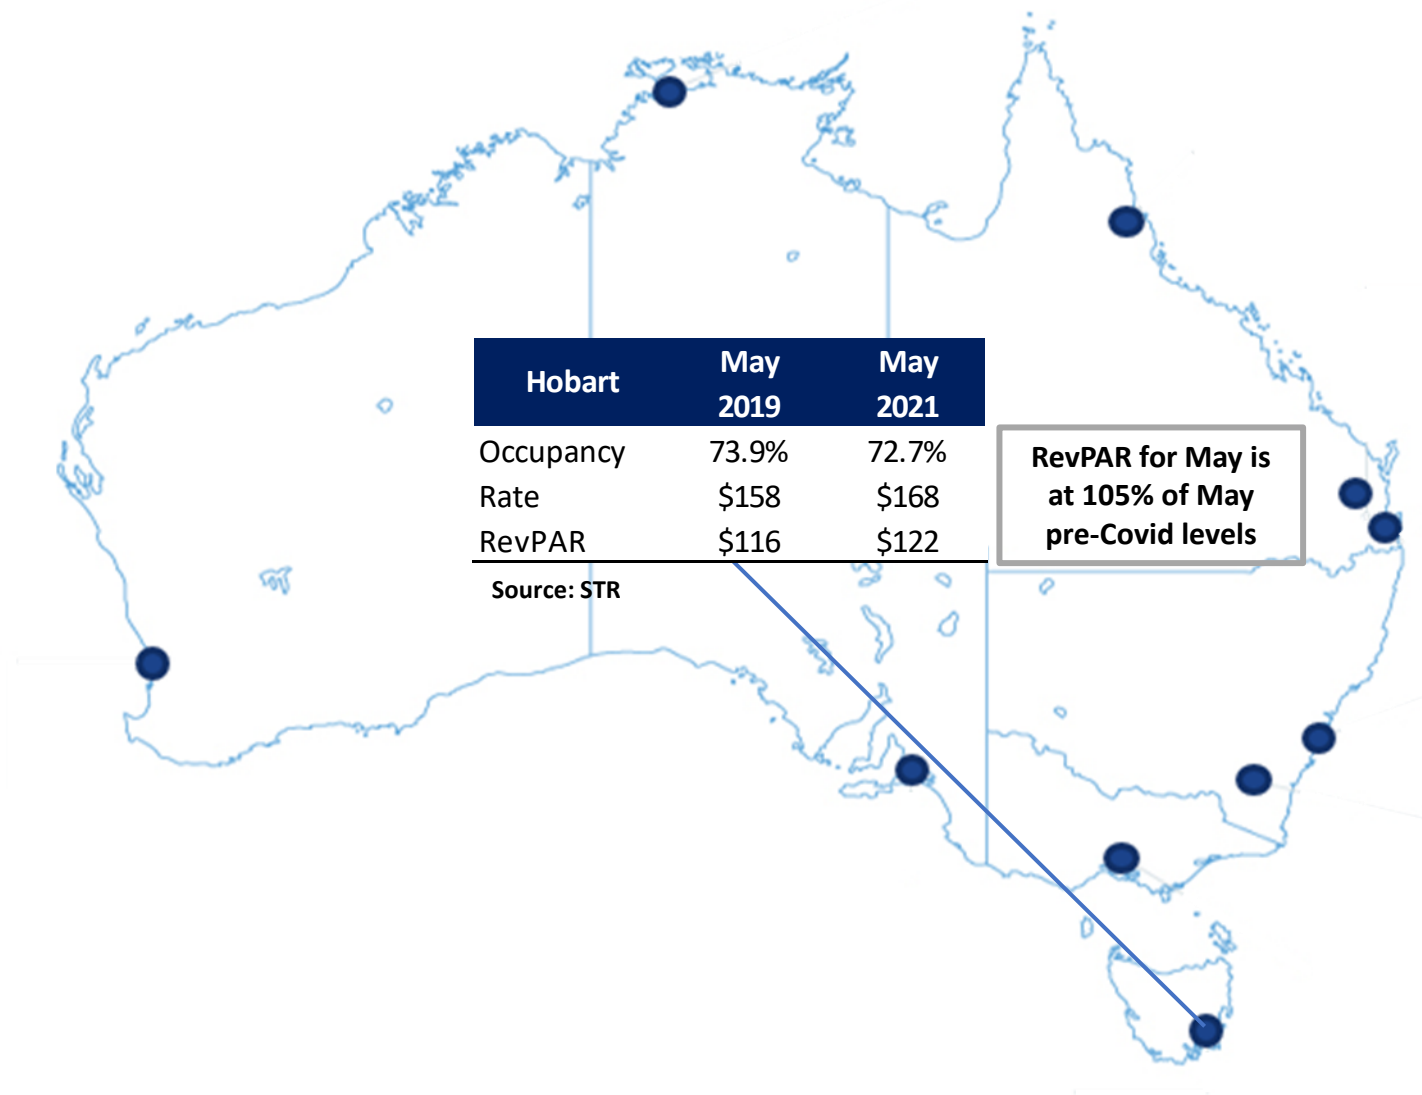 Hobart
May
2019
May
2021
Occupancy 73.9% 72.7%
Rate $158 $168
RevPAR $116 $122
Source: STR
RevPAR for May is
at 105% of May
pre-Covid levels